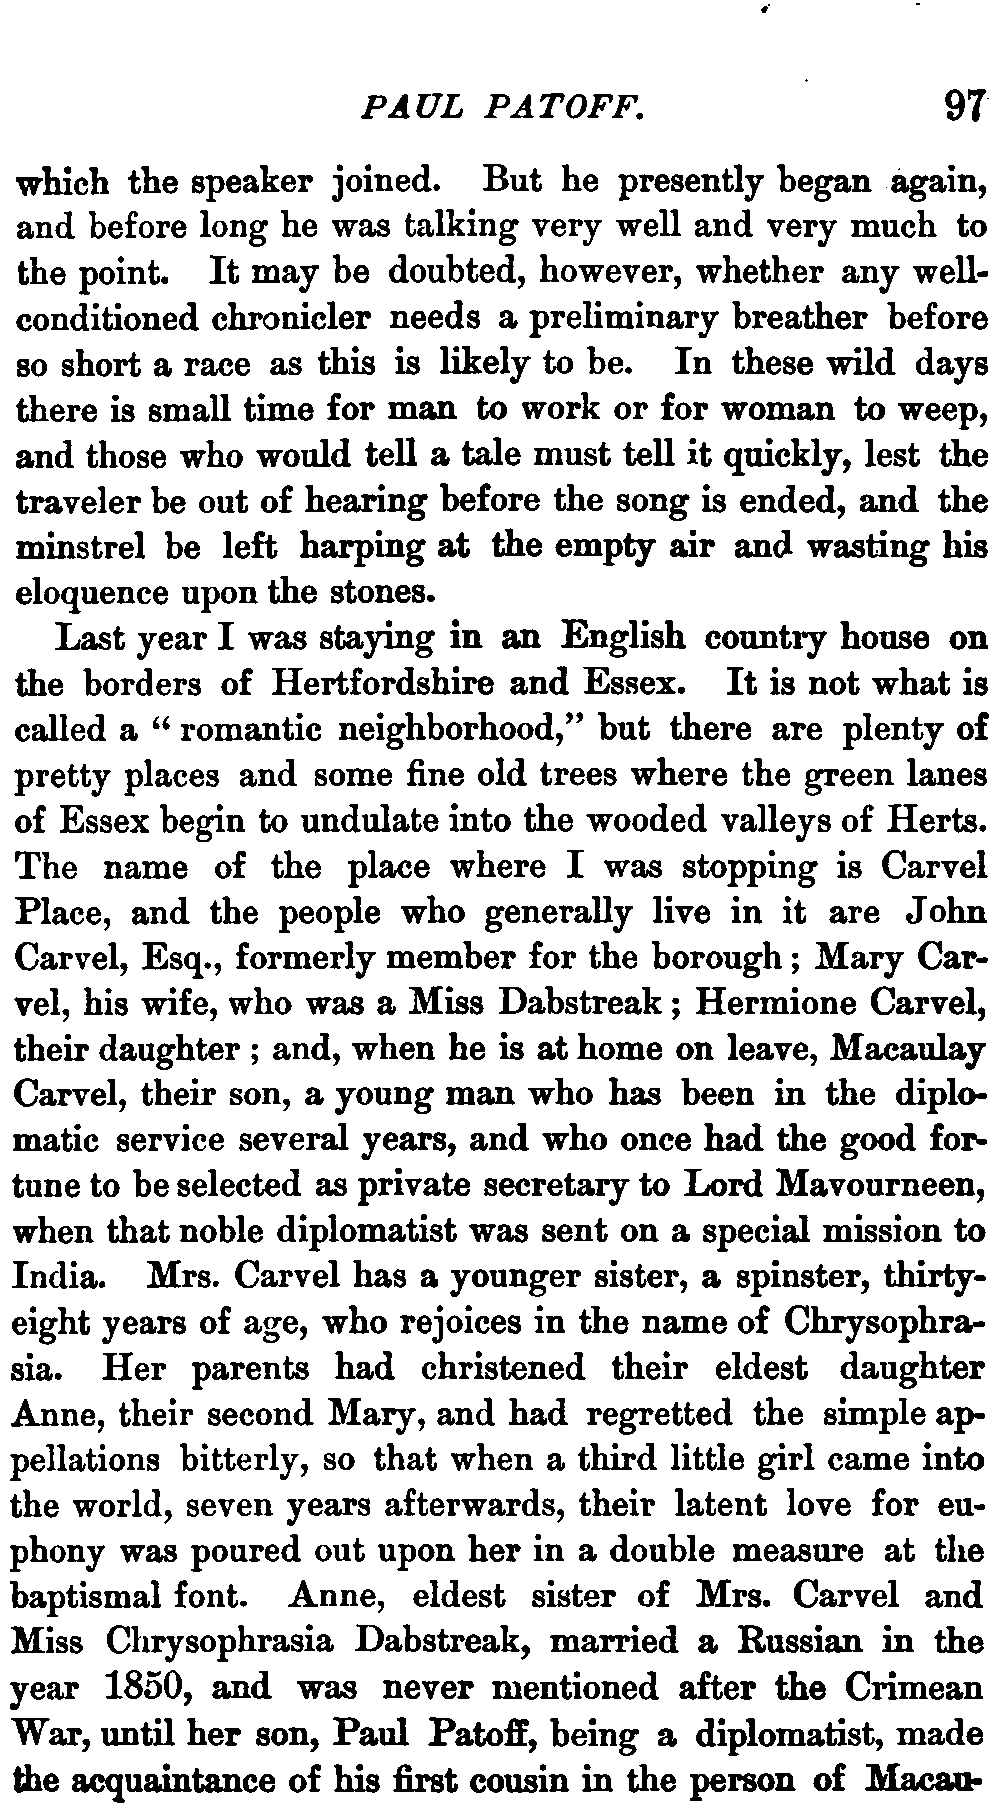 PAUL PATOFF. 97
which the speaker joined. But he presently began again,
and before long he was talking very well and very much to
the point. It may be doubted, however, whether any well-
conditioned chronicler needs a preliminary breather before
so short a race as this is likely to be. In these wild days
there is small time for man to work or for woman to weep,
and those who would tell a tale must tell it quickly, lest the
traveler be out of hearing before the song is ended, and the
minstrel be left harping at the empty air and wasting his
eloquence upon the stones.
Last year I was staying in an English country house on
the borders of Hertfordshire and Essex. It is not what is
called a “ romantic neighborhood,” but there are plenty of
pretty places and some fine old trees where the green lanes
of Essex begin to undulate into the wooded valleys of Herts.
The name of the place where I was stopping is Carvel
Place, and the people who generally live in it are John
Carvel, Esq., formerly member for the borough ; Mary Car-
vel, his wife, who was a Miss Dabstreak ; Hermione Carvel,
their daughter ; and, when he is at home on leave, Macaulay
Carvel, their son, a young man who has been in the diplo-
matic service several years, and who once had the good for-
tune to be selected as private secretary to Lord Mavourneen,
when that noble diplomatist was sent on a special mission to
India. Mrs. Carvel has a younger sister, a spinster, thirty-
eight years of age, who rejoices in the name of Chrysophra-
sia. Her parents had christened their eldest daughter
Anne, their second Mary, and had regretted the simple ap-
pellations bitterly, so that when a third little girl came into
the world, seven years afterwards, their latent love for eu-
phony was poured out upon her in a double measure at the
baptismal font. Anne, eldest sister of Mrs. Carvel and
Miss Chrysophrasia Dabstreak, married a Russian in the
year 1850, and was never mentioned after the Crimean
War, until her son, Paul Patoff, being a diplomatist, made
the acquaintance of his first cousin in the person of Macau-